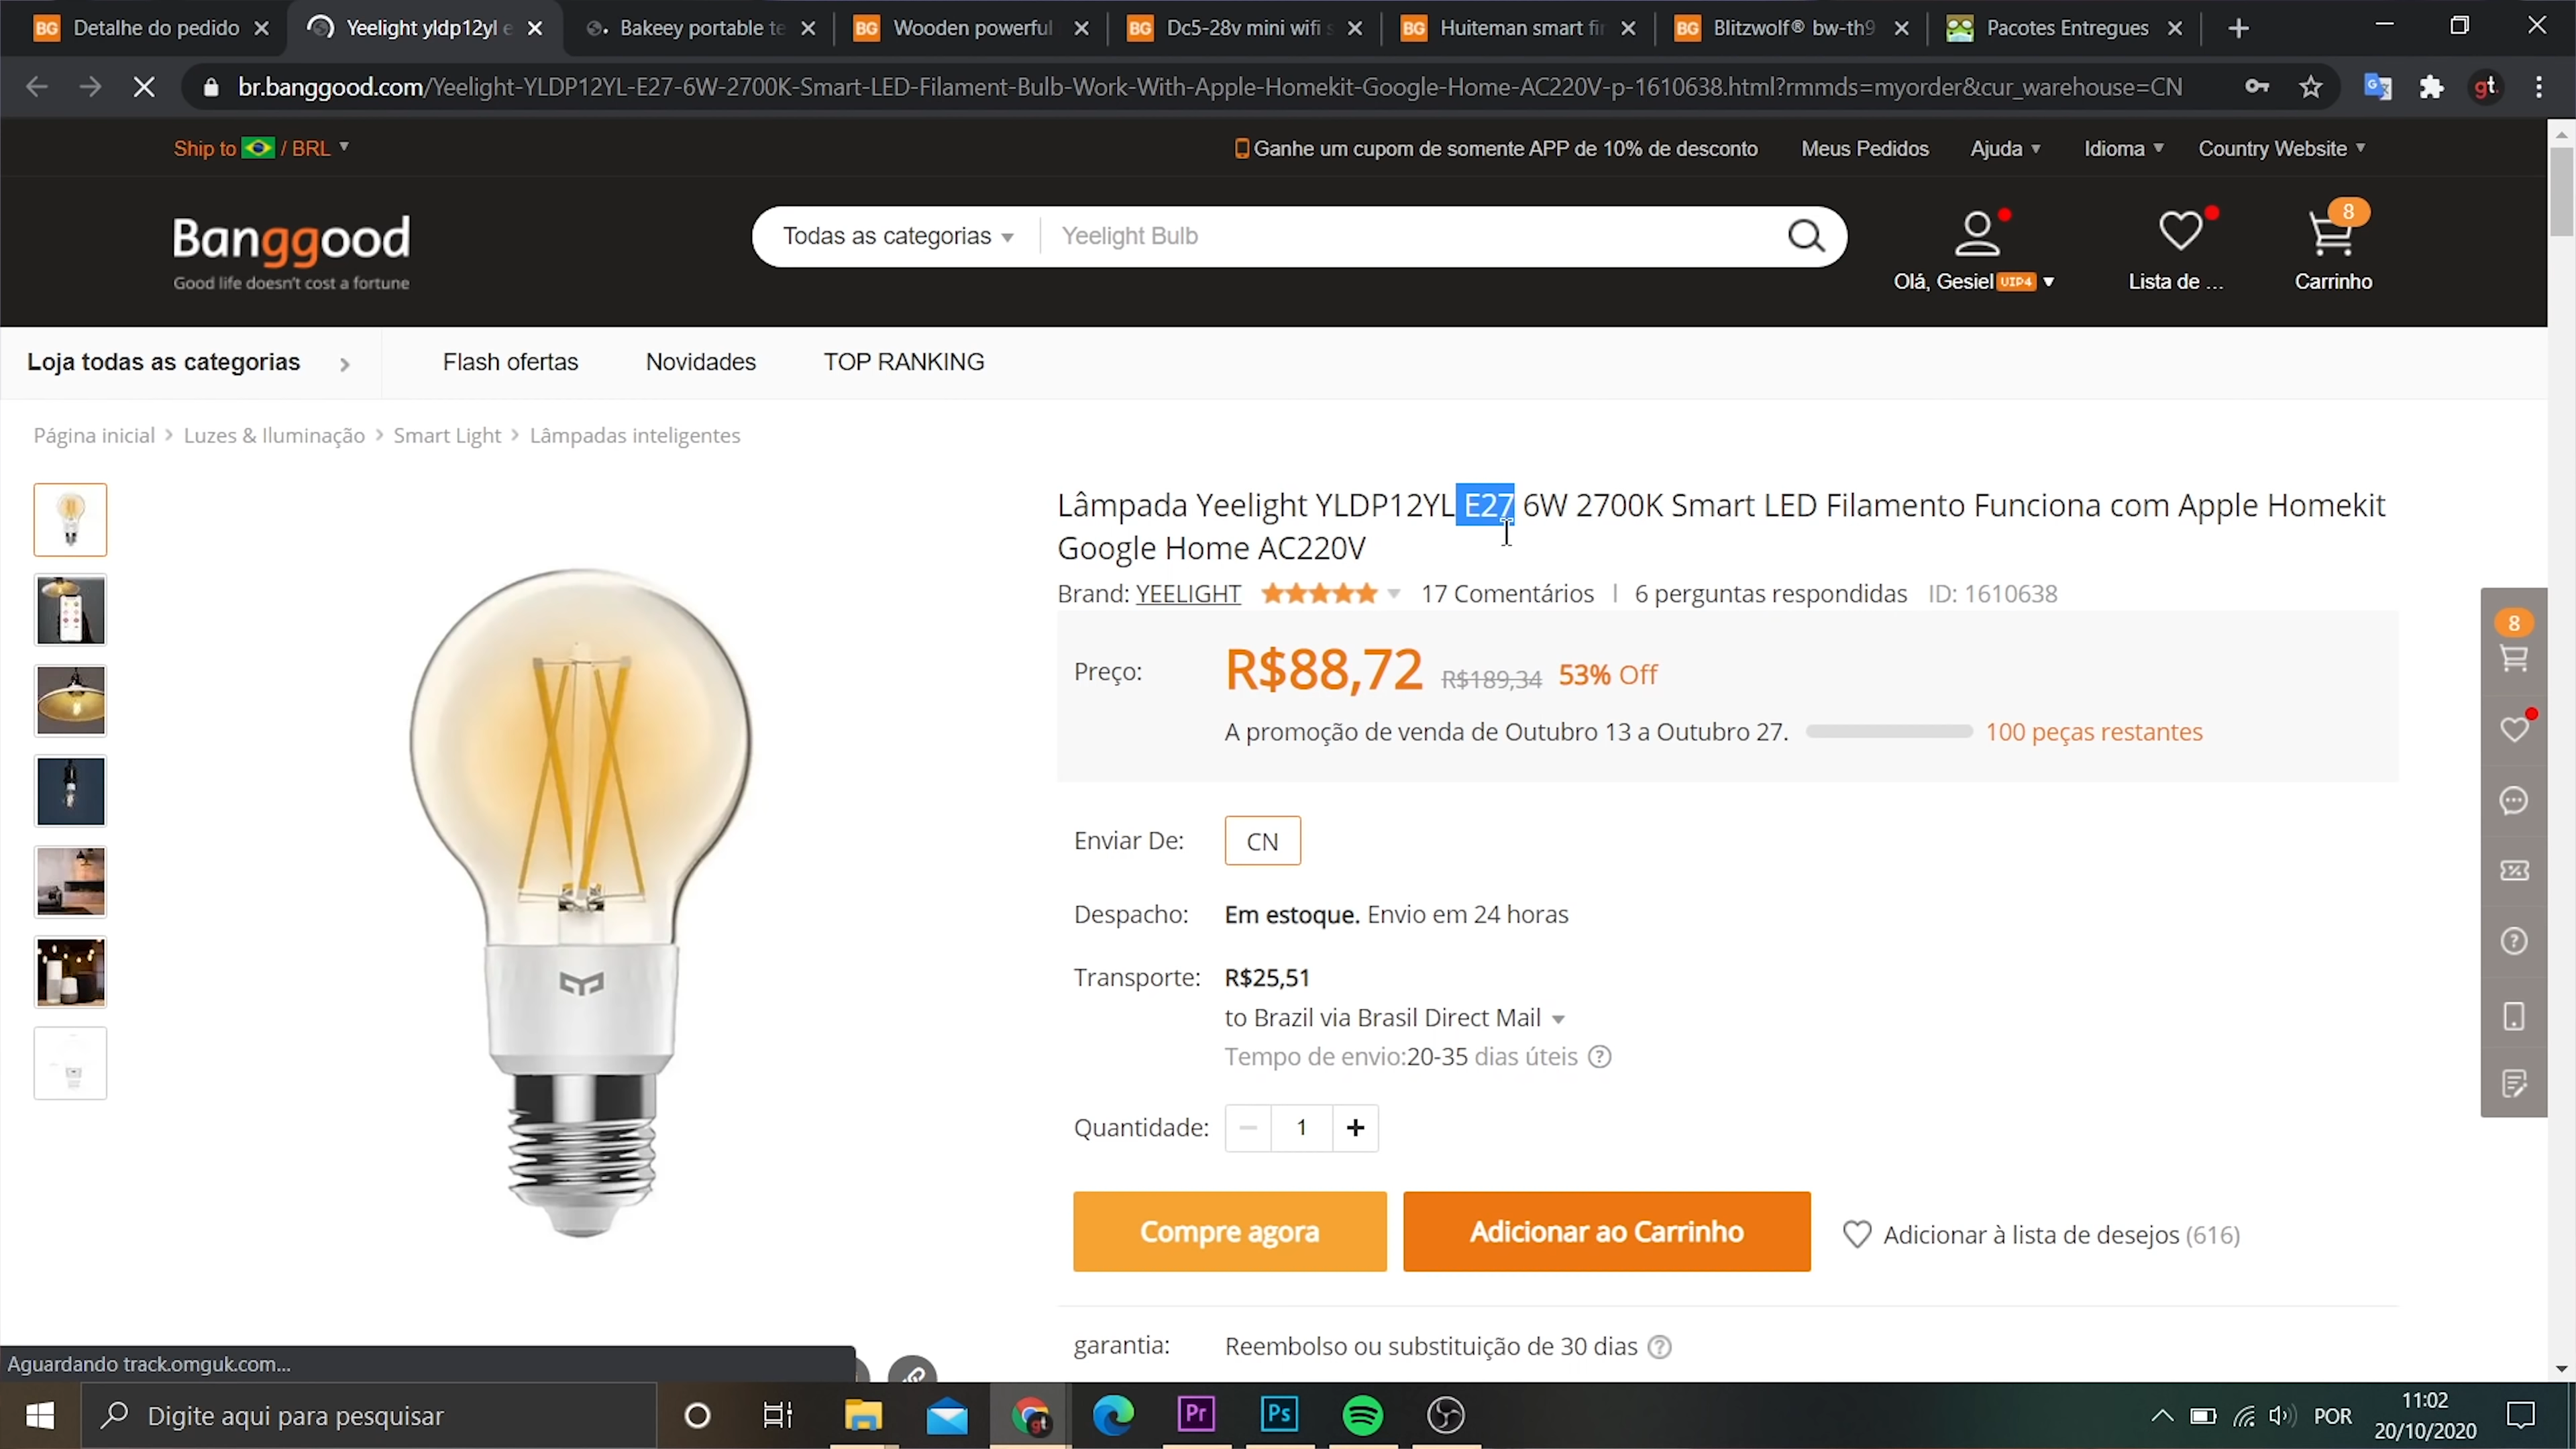 Detalhe do pedido
Yeelight yldp12yl e
Bakeey portable te
Wooden powerful
Dc5-28v mini wifi s
Huiteman smart fir
Blitzwolf® bw-th9
Pacotes Entregues
br.banggood.com/Yeelight-YLDP12YL-E27-6W-2700K-Smart-LED-Filament-Bulb-Work-With-Apple-Homekit-Google-Home-AC220V-p-1610638.html?rmmds=myorder&cur_warehouse=CN
gt.
Ship to / BRL
Ganhe um cupom de somente APP de 10% de desconto
Meus Pedidos
Ajuda
Idioma
Country Website
Banggood
Good life doesn't cost a fortune
Todas as categorias
Yeelight Bulb
Olá, Gesiel VIP4
Lista de ...
8
Carrinho
Loja todas as categorias
Flash ofertas
Novidades
TOP RANKING
Página inicial > Luzes & Iluminação > Smart Light > Lâmpadas inteligentes
Lâmpada Yeelight YLDP12YL E27 6W 2700K Smart LED Filamento Funciona com Apple Homekit
Google Home AC220V
Brand: YEELIGHT 17 Comentários | 6 perguntas respondidas ID: 1610638
Preço: R$88,72 R$189,34 53% Off
A promoção de venda de Outubro 13 a Outubro 27. 100 peças restantes
8
Enviar De: CN
Despacho: Em estoque. Envio em 24 horas
Transporte: R$25,51
to Brazil via Brasil Direct Mail
Tempo de envio:20-35 dias úteis
Quantidade: 1
Compre agora
Adicionar ao Carrinho
Adicionar à lista de desejos (616)
garantia: Reembolso ou substituição de 30 dias
Aguardando track.omguk.com...
Digite aqui para pesquisar
Pr
Ps
POR
11:02
20/10/2020